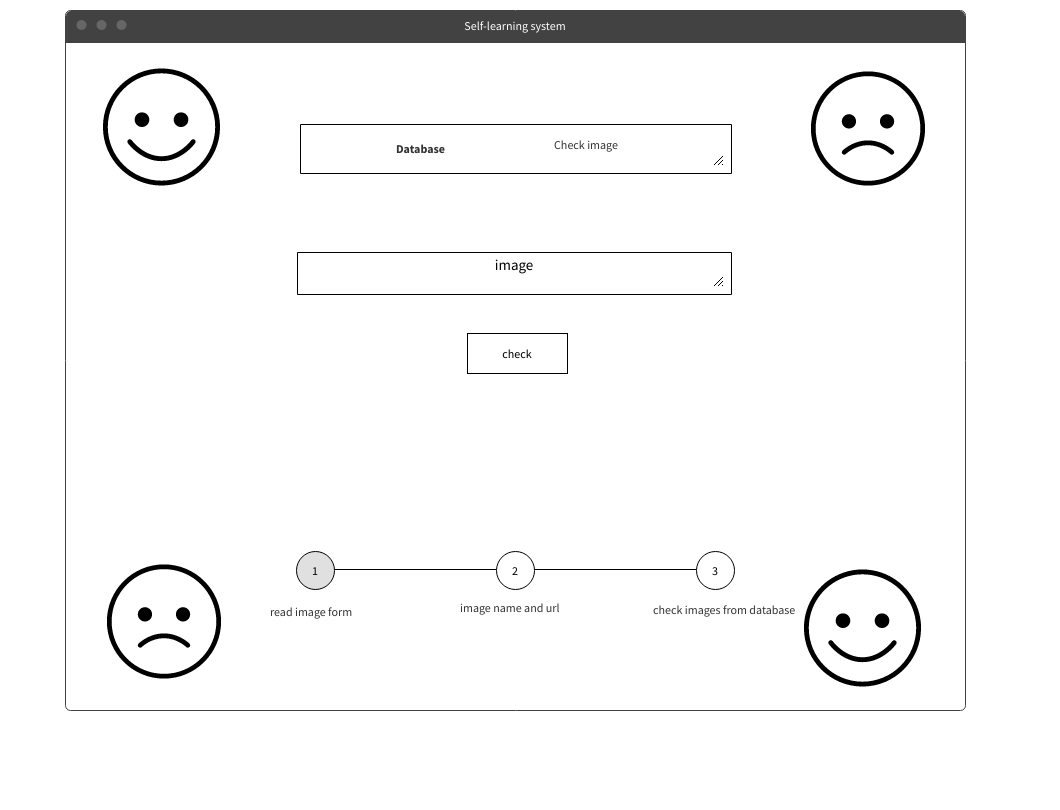 Self-learning system
Database
Check image
image
check
1
2
3
read image form
image name and url
check images from database